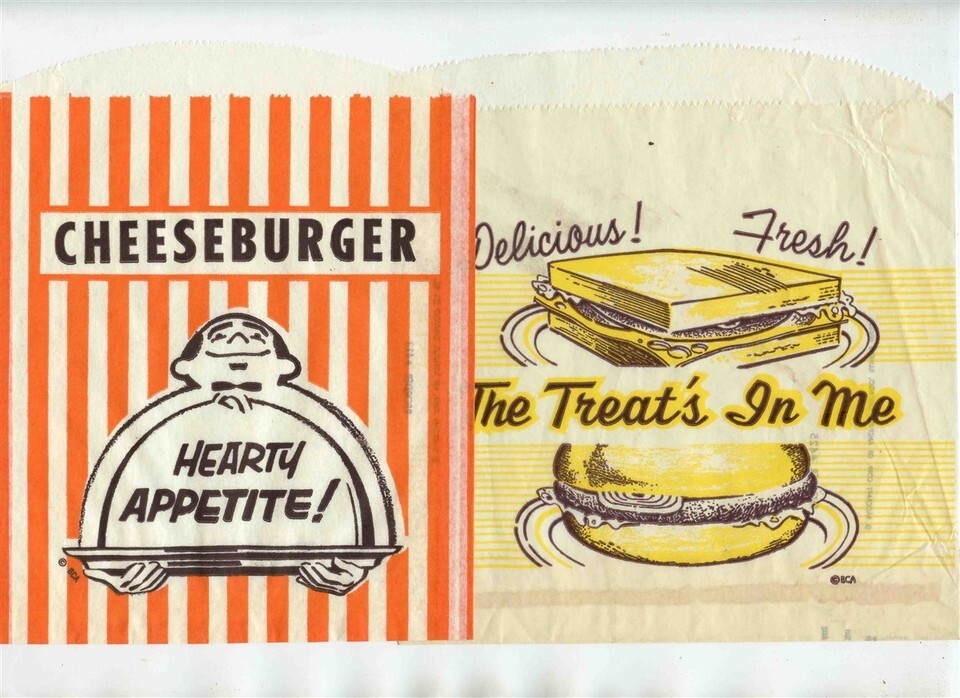 CHEESEBURGER
HEARTY
APPETITE!
© BCA
Delicious! Fresh!
The Treat's In Me
© BCA